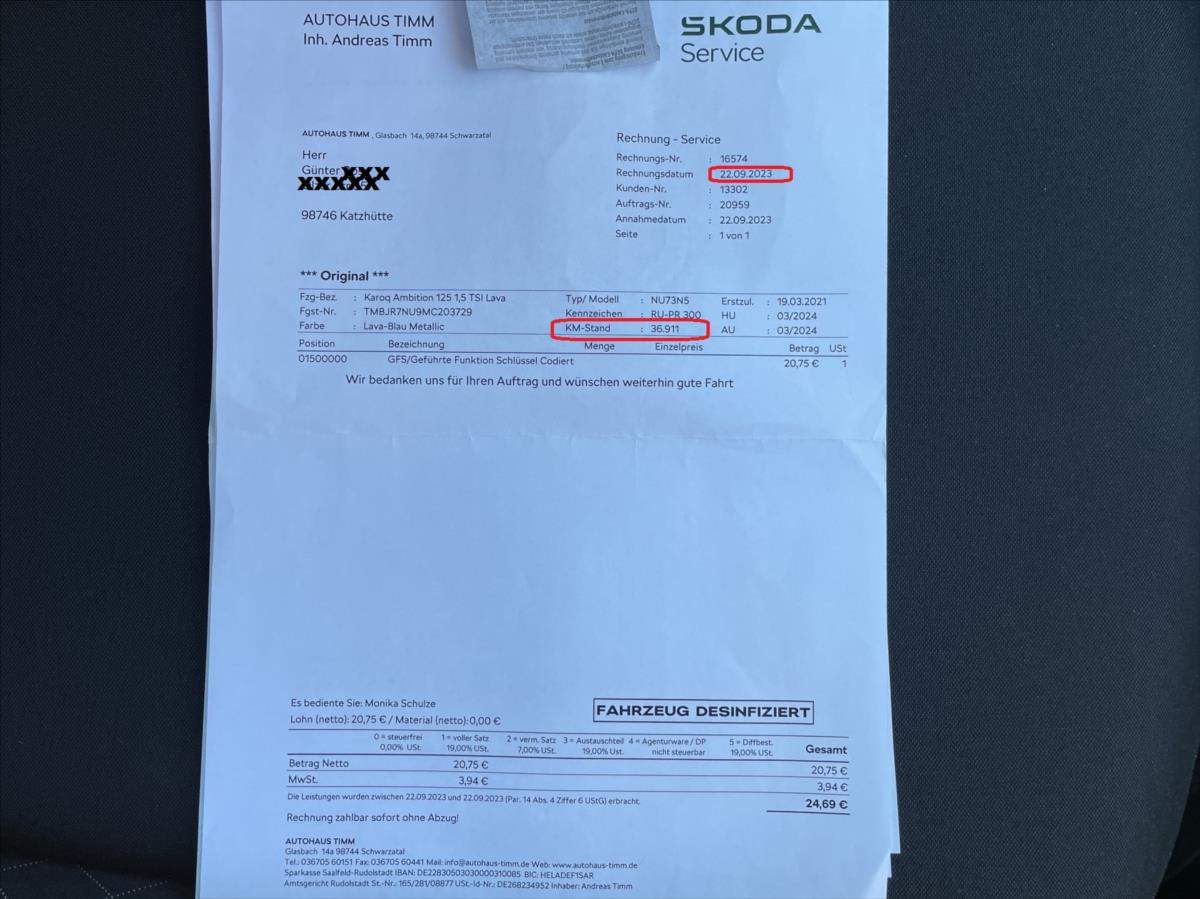 AUTOHAUS TIMM
Inh. Andreas Timm
SKODA
Service
AUTOHAUS TIMM , Glasbach 14a, 98744 Schwarzatal
Herr
Günter
xxxx
xxxxx
98746 Katzhütte
Rechnung - Service
Rechnungs-Nr. : 16574
Rechnungsdatum : 22.09.2023
Kunden-Nr. : 13302
Auftrags-Nr. : 20959
Annahmedatum : 22.09.2023
Seite : 1 von 1
*** Original ***
Fzg-Bez. : Karoq Ambition 125 1,5 TSI Lava Typ/ Modell : NU73N5 Erstzul. : 19.03.2021
Fgst-Nr. : TMBJR7NU9MC203729 Kennzeichen : RU-PR 300 HU : 03/2024
Farbe : Lava-Blau Metallic KM-Stand : 36.911 AU : 03/2024
Position Bezeichnung Menge Einzelpreis Betrag USt
01500000 GFS/Geführte Funktion Schlüssel Codiert 20,75 € 1
Wir bedanken uns für Ihren Auftrag und wünschen weiterhin gute Fahrt
Es bediente Sie: Monika Schulze
Lohn (netto): 20,75 € / Material (netto):0,00 €
FAHRZEUG DESINFIZIERT
0 = steuerfrei 1 = voller Satz 2 = verm. Satz 3 = Austauschteil 4 = Agenturware / DP 5 = Diffbest. Gesamt
0,00% USt. 19,00% USt. 7,00% USt. 19,00% Ust. nicht steuerbar 19,00% USt.
Betrag Netto 20,75 € 20,75 €
MwSt. 3,94 € 3,94 €
Die Leistungen wurden zwischen 22.09.2023 und 22.09.2023 (Par. 14 Abs. 4 Ziffer 6 UStG) erbracht. 24,69 €
Rechnung zahlbar sofort ohne Abzug!
AUTOHAUS TIMM
Glasbach 14a 98744 Schwarzatal
Tel.: 036705 60151 Fax: 036705 60441 Mail: info@autohaus-timm.de Web: www.autohaus-timm.de
Sparkasse Saalfeld-Rudolstadt IBAN: DE22830503030000310085 BIC: HELADEF1SAR
Amtsgericht Rudolstadt St.-Nr.: 165/281/08877 USt.-Id-Nr.: DE268234952 Inhaber: Andreas Timm